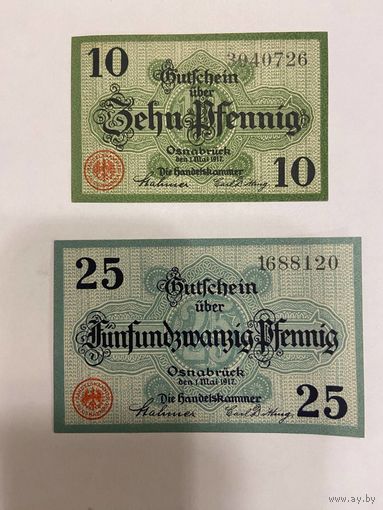 10
3040726
Gutschein
über
Zehn Pfennig
Osnabrück
den 1. Mai 1917.
Die Handelskammer
10
25
1688120
Gutschein
über
Fünfundzwanzig Pfennig
Osnabrück
den 1. Mai 1917.
Die Handelskammer
25
www.ay.by